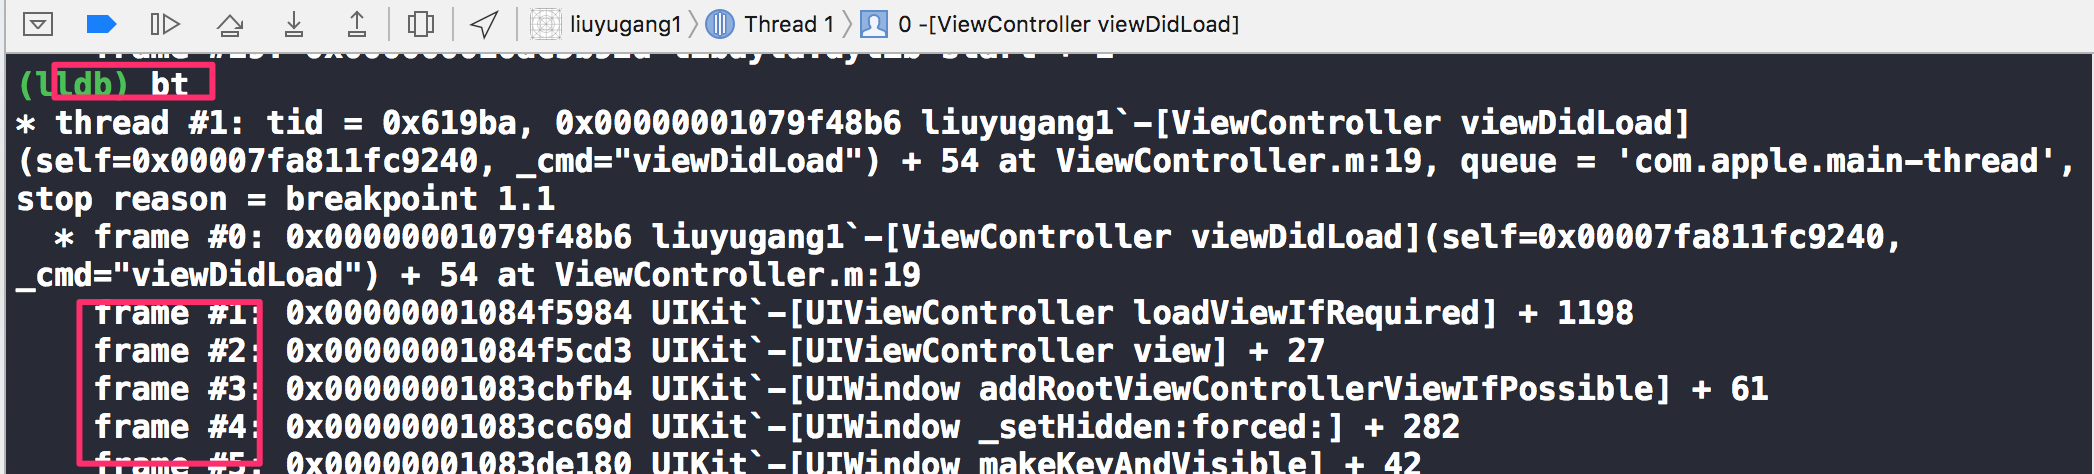 liuyugang1 Thread 1 0 -[ViewController viewDidLoad]
(lldb) bt
* thread #1: tid = 0x619ba, 0x00000001079f48b6 liuyugang1`-[ViewController viewDidLoad]
(self=0x00007fa811fc9240, _cmd="viewDidLoad") + 54 at ViewController.m:19, queue = 'com.apple.main-thread',
stop reason = breakpoint 1.1
* frame #0: 0x00000001079f48b6 liuyugang1`-[ViewController viewDidLoad](self=0x00007fa811fc9240,
_cmd="viewDidLoad") + 54 at ViewController.m:19
frame #1: 0x00000001084f5984 UIKit`-[UIViewController loadViewIfRequired] + 1198
frame #2: 0x00000001084f5cd3 UIKit`-[UIViewController view] + 27
frame #3: 0x00000001083cbfb4 UIKit`-[UIWindow addRootViewControllerViewIfPossible] + 61
frame #4: 0x00000001083cc69d UIKit`-[UIWindow _setHidden:forced:] + 282
frame #5: 0x00000001083de180 UIKit`-[UIWindow makeKeyAndVisible] + 42